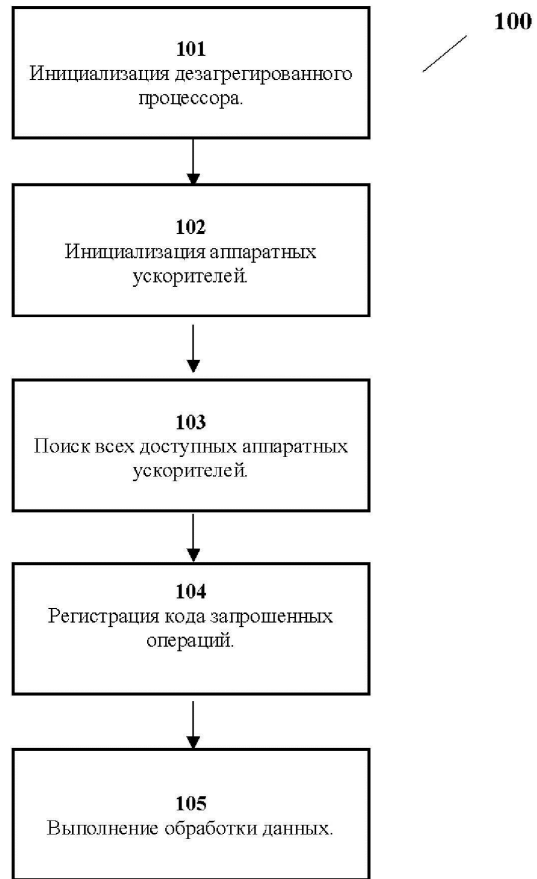 100
101
Инициализация дезагрегированного
процессора.
102
Инициализация аппаратных
ускорителей.
103
Поиск всех доступных аппаратных
ускорителей.
104
Регистрация кода запрошенных
операций.
105
Выполнение обработки данных.